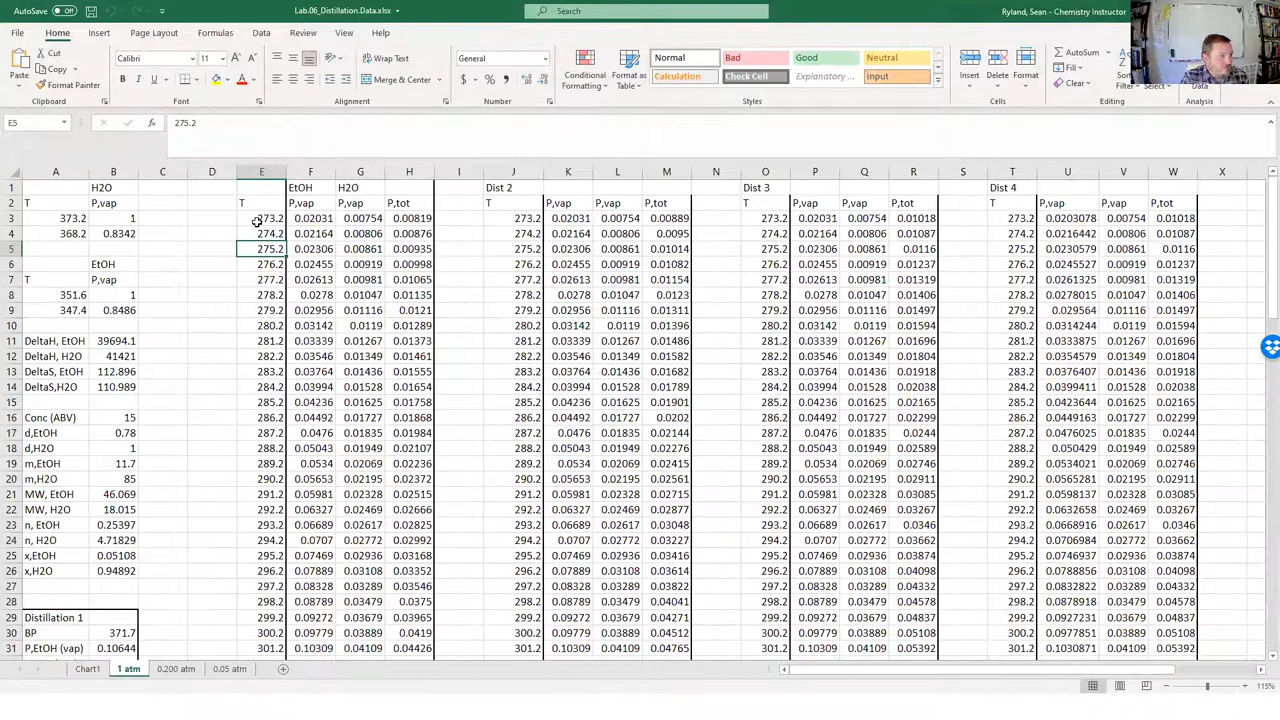 AutoSave Off Lab.06_Distillation.Data.xlsx Search Ryland, Sean - Chemistry Instructor
File Home Insert Page Layout Formulas Data Review View Help
Paste Cut Copy Format Painter Clipboard
Calibri 11 B I U Font
Wrap Text Merge & Center Alignment
General $ % Number
Conditional Formatting Format as Table Normal Bad Good Neutral Calculation Check Cell Explanatory ... Input Styles
Insert Delete Format Cells
AutoSum Fill Clear Editing
Analysis
E5 fx 275.2
A B C D E F G H I J K L M N O P Q R S T U V W X
1 H2O EtOH H2O Dist 2 Dist 3 Dist 4
2 T P,vap T P,vap P,vap P,tot T P,vap P,vap P,tot T P,vap P,vap P,tot T P,vap P,vap P,tot
3 373.2 1 273.2 0.02031 0.00754 0.00819 273.2 0.02031 0.00754 0.00889 273.2 0.02031 0.00754 0.01018 273.2 0.0203078 0.00754 0.01018
4 368.2 0.8342 274.2 0.02164 0.00806 0.00876 274.2 0.02164 0.00806 0.0095 274.2 0.02164 0.00806 0.01087 274.2 0.0216442 0.00806 0.01087
5 275.2 0.02306 0.00861 0.00935 275.2 0.02306 0.00861 0.01014 275.2 0.02306 0.00861 0.0116 275.2 0.0230579 0.00861 0.0116
6 EtOH 276.2 0.02455 0.00919 0.00998 276.2 0.02455 0.00919 0.01082 276.2 0.02455 0.00919 0.01237 276.2 0.0245512 0.00919 0.01237
7 T P,vap 277.2 0.02613 0.00981 0.01065 277.2 0.02613 0.00981 0.01154 277.2 0.02613 0.00981 0.01319 277.2 0.0261325 0.00981 0.01319
8 351.6 1 278.2 0.0278 0.01047 0.01135 278.2 0.0278 0.01047 0.0123 278.2 0.0278 0.01047 0.01406 278.2 0.0278015 0.01047 0.01406
9 347.4 0.8486 279.2 0.02956 0.01116 0.0121 279.2 0.02956 0.01116 0.01311 279.2 0.02956 0.01116 0.01497 279.2 0.029564 0.01116 0.01497
10 280.2 0.03142 0.0119 0.01289 280.2 0.03142 0.0119 0.01396 280.2 0.03142 0.0119 0.01594 280.2 0.0314244 0.0119 0.01594
11 DeltaH, EtOH 39694.1 281.2 0.03339 0.01267 0.01373 281.2 0.03339 0.01267 0.01486 281.2 0.03339 0.01267 0.01696 281.2 0.0333875 0.01267 0.01696
12 DeltaH, H2O 41421 282.2 0.03546 0.01349 0.01461 282.2 0.03546 0.01349 0.01582 282.2 0.03546 0.01349 0.01804 282.2 0.0354579 0.01349 0.01804
13 DeltaS, EtOH 112.896 283.2 0.03764 0.01436 0.01555 283.2 0.03764 0.01436 0.01682 283.2 0.03764 0.01436 0.01918 283.2 0.0376407 0.01436 0.01918
14 DeltaS,H2O 110.989 284.2 0.03994 0.01528 0.01654 284.2 0.03994 0.01528 0.01789 284.2 0.03994 0.01528 0.02038 284.2 0.0399411 0.01528 0.02038
15 285.2 0.04236 0.01625 0.01758 285.2 0.04236 0.01625 0.01901 285.2 0.04236 0.01625 0.02165 285.2 0.0423644 0.01625 0.02165
16 Conc (ABV) 15 286.2 0.04492 0.01727 0.01868 286.2 0.04492 0.01727 0.0202 286.2 0.04492 0.01727 0.02299 286.2 0.0449163 0.01727 0.02299
17 d,EtOH 0.78 287.2 0.0476 0.01835 0.01984 287.2 0.0476 0.01835 0.02144 287.2 0.0476 0.01835 0.0244 287.2 0.0476025 0.01835 0.0244
18 d,H2O 1 288.2 0.05043 0.01949 0.02107 288.2 0.05043 0.01949 0.02276 288.2 0.05043 0.01949 0.02589 288.2 0.050429 0.01949 0.02589
19 m,EtOH 11.7 289.2 0.0534 0.02069 0.02236 289.2 0.0534 0.02069 0.02415 289.2 0.0534 0.02069 0.02746 289.2 0.0534021 0.02069 0.02746
20 m,H2O 85 290.2 0.05653 0.02195 0.02372 290.2 0.05653 0.02195 0.02561 290.2 0.05653 0.02195 0.02911 290.2 0.0565281 0.02195 0.02911
21 MW, EtOH 46.069 291.2 0.05981 0.02328 0.02515 291.2 0.05981 0.02328 0.02715 291.2 0.05981 0.02328 0.03085 291.2 0.0598137 0.02328 0.03085
22 MW, H2O 18.015 292.2 0.06326 0.02468 0.02666 292.2 0.06326 0.02468 0.02877 292.2 0.06326 0.02468 0.03267 292.2 0.0632658 0.02468 0.03267
23 n, EtOH 0.25397 293.2 0.06689 0.02617 0.02825 293.2 0.06689 0.02617 0.03048 293.2 0.06689 0.02617 0.0346 293.2 0.0668916 0.02617 0.0346
24 n, H2O 4.71829 294.2 0.0707 0.02772 0.02992 294.2 0.0707 0.02772 0.03227 294.2 0.0707 0.02772 0.03662 294.2 0.0706984 0.02772 0.03662
25 x,EtOH 0.05108 295.2 0.07469 0.02936 0.03168 295.2 0.07469 0.02936 0.03416 295.2 0.07469 0.02936 0.03874 295.2 0.0746937 0.02936 0.03874
26 x,H2O 0.94892 296.2 0.07889 0.03108 0.03352 296.2 0.07889 0.03108 0.03614 296.2 0.07889 0.03108 0.04098 296.2 0.0788856 0.03108 0.04098
27 297.2 0.08328 0.03289 0.03546 297.2 0.08328 0.03289 0.03822 297.2 0.08328 0.03289 0.04332 297.2 0.0832822 0.03289 0.04332
28 298.2 0.08789 0.03479 0.0375 298.2 0.08789 0.03479 0.04041 298.2 0.08789 0.03479 0.04578 298.2 0.0878918 0.03479 0.04578
29 Distillation 1 299.2 0.09272 0.03679 0.03965 299.2 0.09272 0.03679 0.04271 299.2 0.09272 0.03679 0.04837 299.2 0.0927231 0.03679 0.04837
30 BP 371.7 300.2 0.09779 0.03889 0.0419 300.2 0.09779 0.03889 0.04512 300.2 0.09779 0.03889 0.05108 300.2 0.0977851 0.03889 0.05108
31 P,EtOH (vap) 0.10644 301.2 0.10309 0.04109 0.04426 301.2 0.10309 0.04109 0.04765 301.2 0.10309 0.04109 0.05392 301.2 0.1030871 0.04109 0.05392
Chart1 1 atm 0.200 atm 0.05 atm
115%